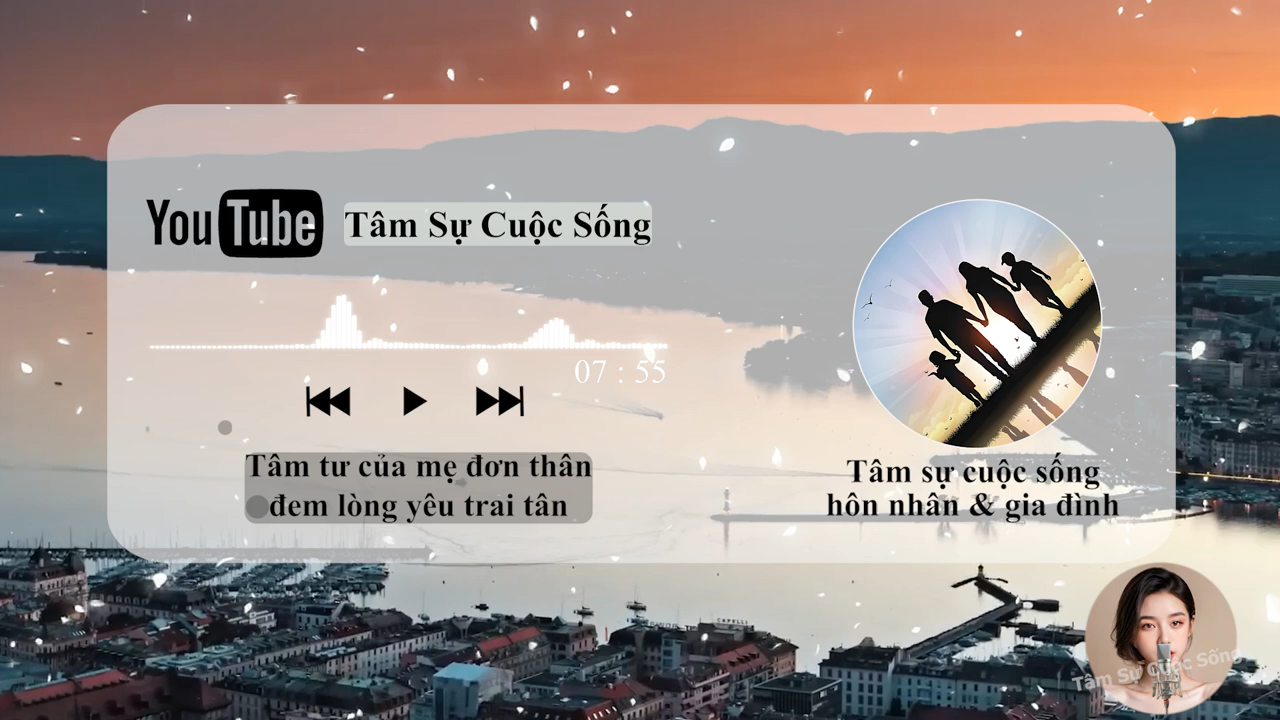 YouTube
Tâm Sự Cuộc Sống
07 : 55
Tâm tư của mẹ đơn thân
đem lòng yêu trai tân
Tâm sự cuộc sống
hôn nhân & gia đình
CAPELLI
Tâm Sự Cuộc Sống